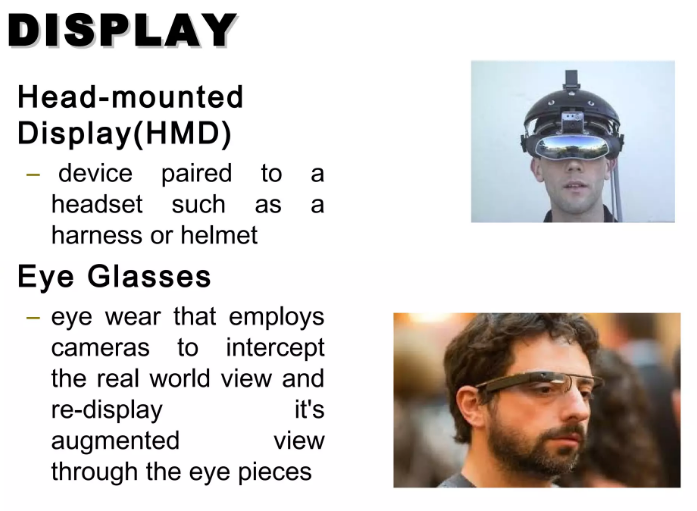 DISPLAY
Head-mounted
Display(HMD)
– device paired to a
headset such as a
harness or helmet
Eye Glasses
– eye wear that employs
cameras to intercept
the real world view and
re-display it's
augmented view
through the eye pieces